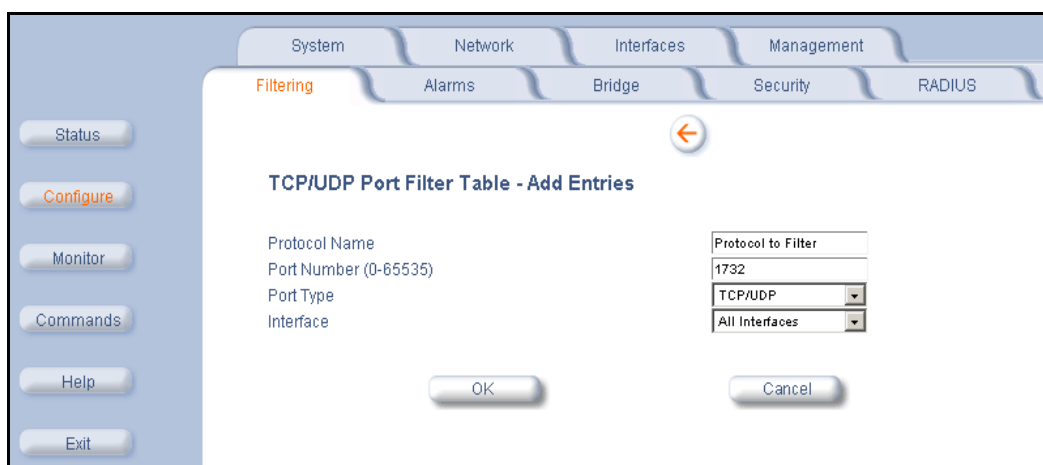 System Network Interfaces Management
Filtering Alarms Bridge Security RADIUS
Status
TCP/UDP Port Filter Table - Add Entries
Configure
Protocol Name Protocol to Filter
Monitor
Port Number (0-65535) 1732
Port Type TCP/UDP
Interface All Interfaces
Commands
Help
OK Cancel
Exit